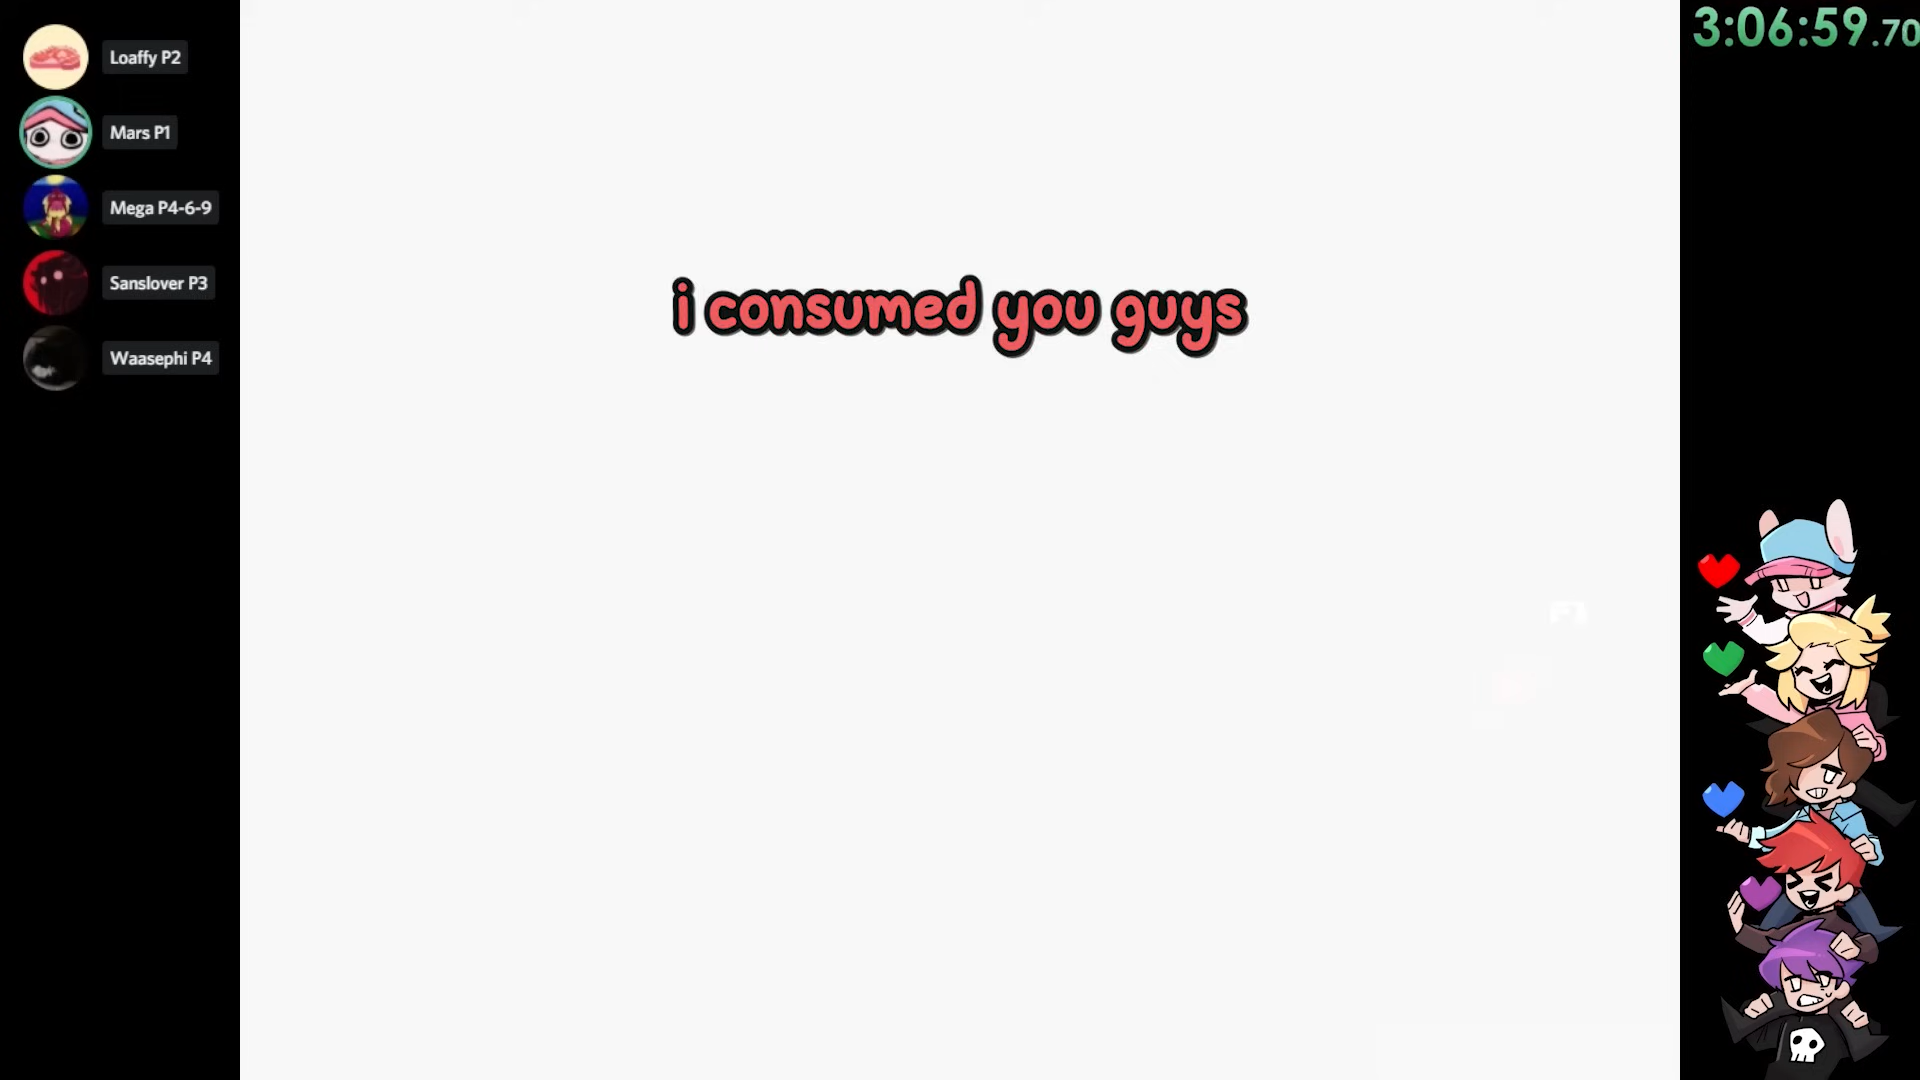 Loaffy P2
Mars P1
Mega P4-6-9
Sanslover P3
Waasephi P4
i consumed you guys
3:06:59.70